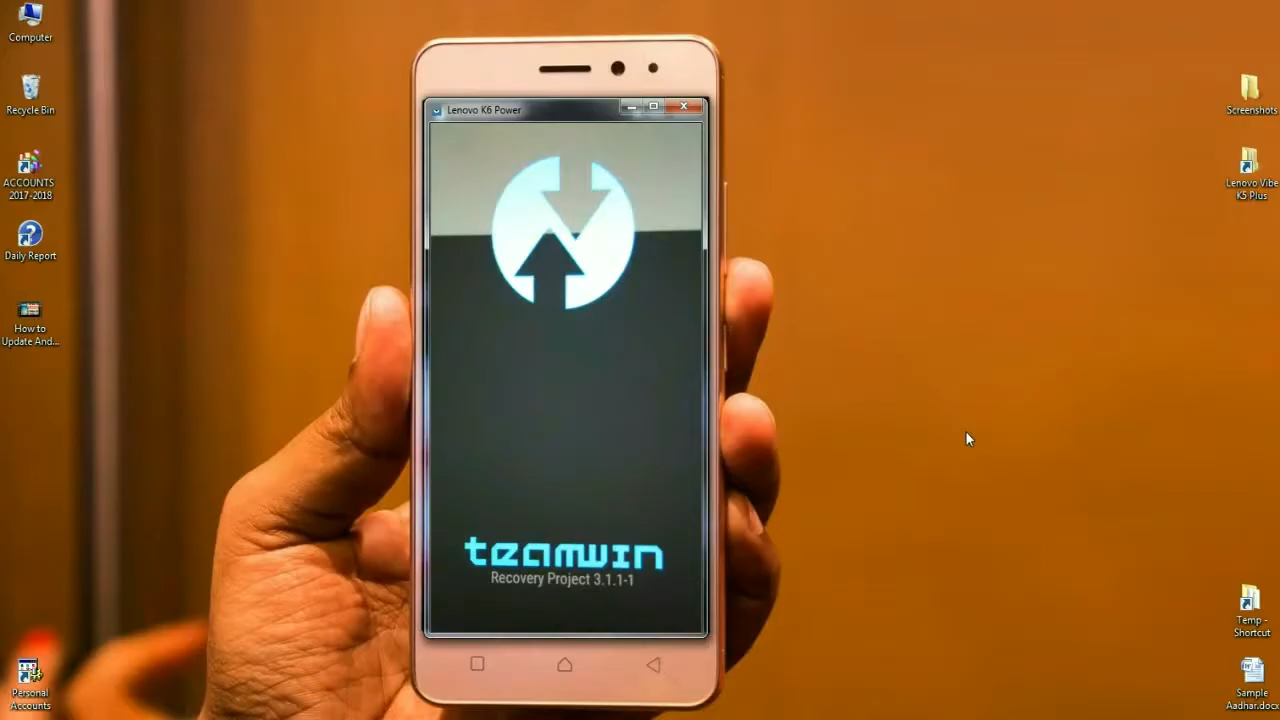 Computer
Recycle Bin
ACCOUNTS
2017-2018
Daily Report
How to
Update And...
Personal
Accounts
Lenovo K6 Power
teamwin
Recovery Project 3.1.1-1
Screenshots
Lenovo Vibe
K5 Plus
Temp -
Shortcut
Sample
Aadhar.docx